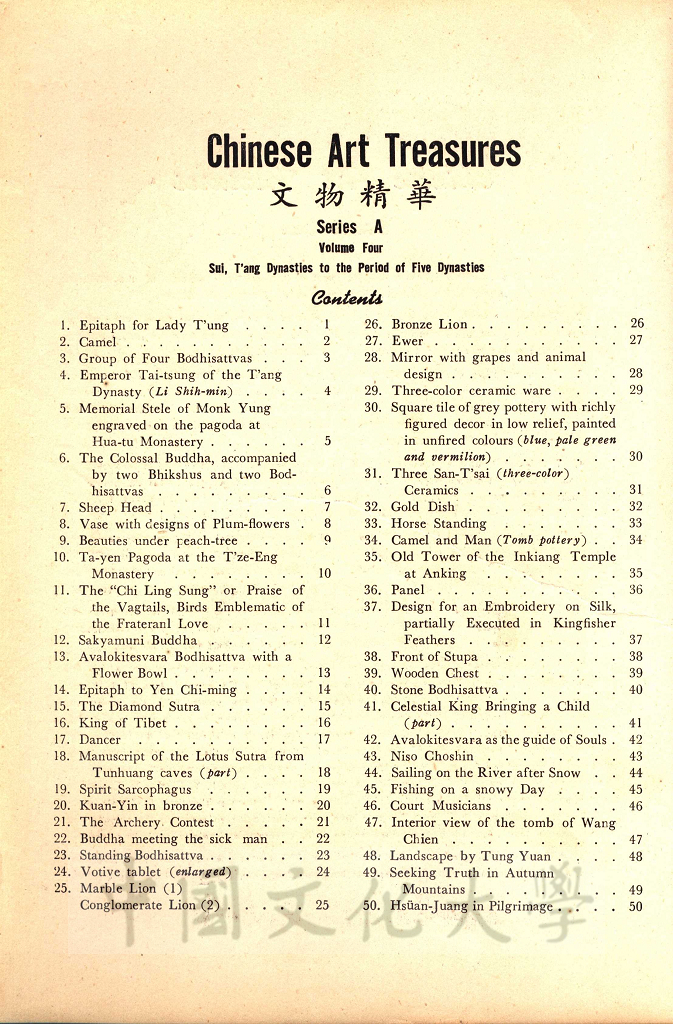 Chinese Art Treasures
文物精華
Series A
Volume Four
Sui, T'ang Dynasties to the Period of Five Dynasties
Contents
1. Epitaph for Lady T'ung . . . . 1
2. Camel . . . . . . . . . . . 2
3. Group of Four Bodhisattvas . . . 3
4. Emperor Tai-tsung of the T'ang
Dynasty (Li Shih-min) . . . . 4
5. Memorial Stele of Monk Yung
engraved on the pagoda at
Hua-tu Monastery . . . . . . 5
6. The Colossal Buddha, accompanied
by two Bhikshus and two Bod-
hisattvas . . . . . . . . . 6
7. Sheep Head . . . . . . . . . 7
8. Vase with designs of Plum-flowers . 8
9. Beauties under peach-tree . . . . 9
10. Ta-yen Pagoda at the T'ze-Eng
Monastery . . . . . . . . 10
11. The "Chi Ling Sung" or Praise of
the Vagtails, Birds Emblematic of
the Frateranl Love . . . . . 11
12. Sakyamuni Buddha . . . . . . 12
13. Avalokitesvara Bodhisattva with a
Flower Bowl . . . . . . . . 13
14. Epitaph to Yen Chi-ming . . . . 14
15. The Diamond Sutra . . . . . . 15
16. King of Tibet . . . . . . . . 16
17. Dancer . . . . . . . . . . 17
18. Manuscript of the Lotus Sutra from
Tunhuang caves (part) . . . . 18
19. Spirit Sarcophagus . . . . . . 19
20. Kuan-Yin in bronze . . . . . . 20
21. The Archery Contest . . . . . 21
22. Buddha meeting the sick man . . 22
23. Standing Bodhisattva . . . . . . 23
24. Votive tablet (enlarged) . . . . 24
25. Marble Lion (1)
Conglomerate Lion (2) . . . . . 25
26. Bronze Lion . . . . . . . . . 26
27. Ewer . . . . . . . . . . . 27
28. Mirror with grapes and animal
design . . . . . . . . . . 28
29. Three-color ceramic ware . . . . 29
30. Square tile of grey pottery with richly
figured decor in low relief, painted
in unfired colours (blue, pale green
and vermilion) . . . . . . . 30
31. Three San-T'sai (three-color)
Ceramics . . . . . . . . . 31
32. Gold Dish . . . . . . . . . 32
33. Horse Standing . . . . . . . 33
34. Camel and Man (Tomb pottery) . . 34
35. Old Tower of the Inkiang Temple
at Anking . . . . . . . . 35
36. Panel . . . . . . . . . . . 36
37. Design for an Embroidery on Silk,
partially Executed in Kingfisher
Feathers . . . . . . . . . 37
38. Front of Stupa . . . . . . . . 38
39. Wooden Chest . . . . . . . . 39
40. Stone Bodhisattva . . . . . . . 40
41. Celestial King Bringing a Child
(part) . . . . . . . . . . 41
42. Avalokitesvara as the guide of Souls . 42
43. Niso Choshin . . . . . . . . 43
44. Sailing on the River after Snow . . 44
45. Fishing on a snowy Day . . . . 45
46. Court Musicians . . . . . . . 46
47. Interior view of the tomb of Wang
Chien . . . . . . . . . . 47
48. Landscape by Tung Yuan . . . . 48
49. Seeking Truth in Autumn
Mountains . . . . . . . . . 49
50. Hsüan-Juang in Pilgrimage . . . . 50
中國文化大學